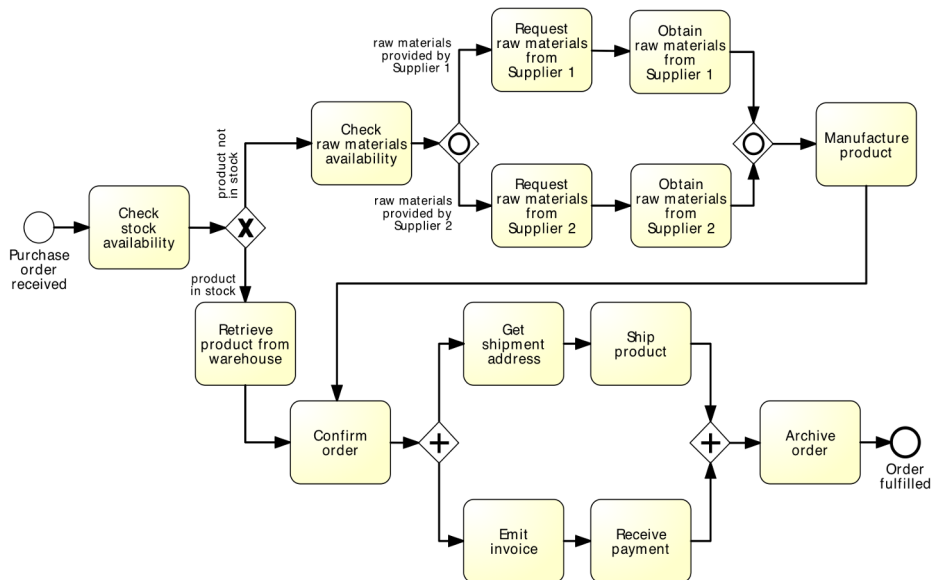 Request
raw materials
from
Supplier 1
Obtain
raw materials
from
Supplier 1
raw materials
provided by
Supplier 1
Check
raw materials
availability
Manufacture
product
product not
in stock
raw materials
provided by
Supplier 2
Request
raw materials
from
Supplier 2
Obtain
raw materials
from
Supplier 2
Check
stock
availability
X
Purchase
order
received
product
in stock
Retrieve
product from
warehouse
Get
shipment
address
Ship
product
Confirm
order
Archive
order
Order
fulfilled
Emit
invoice
Receive
payment